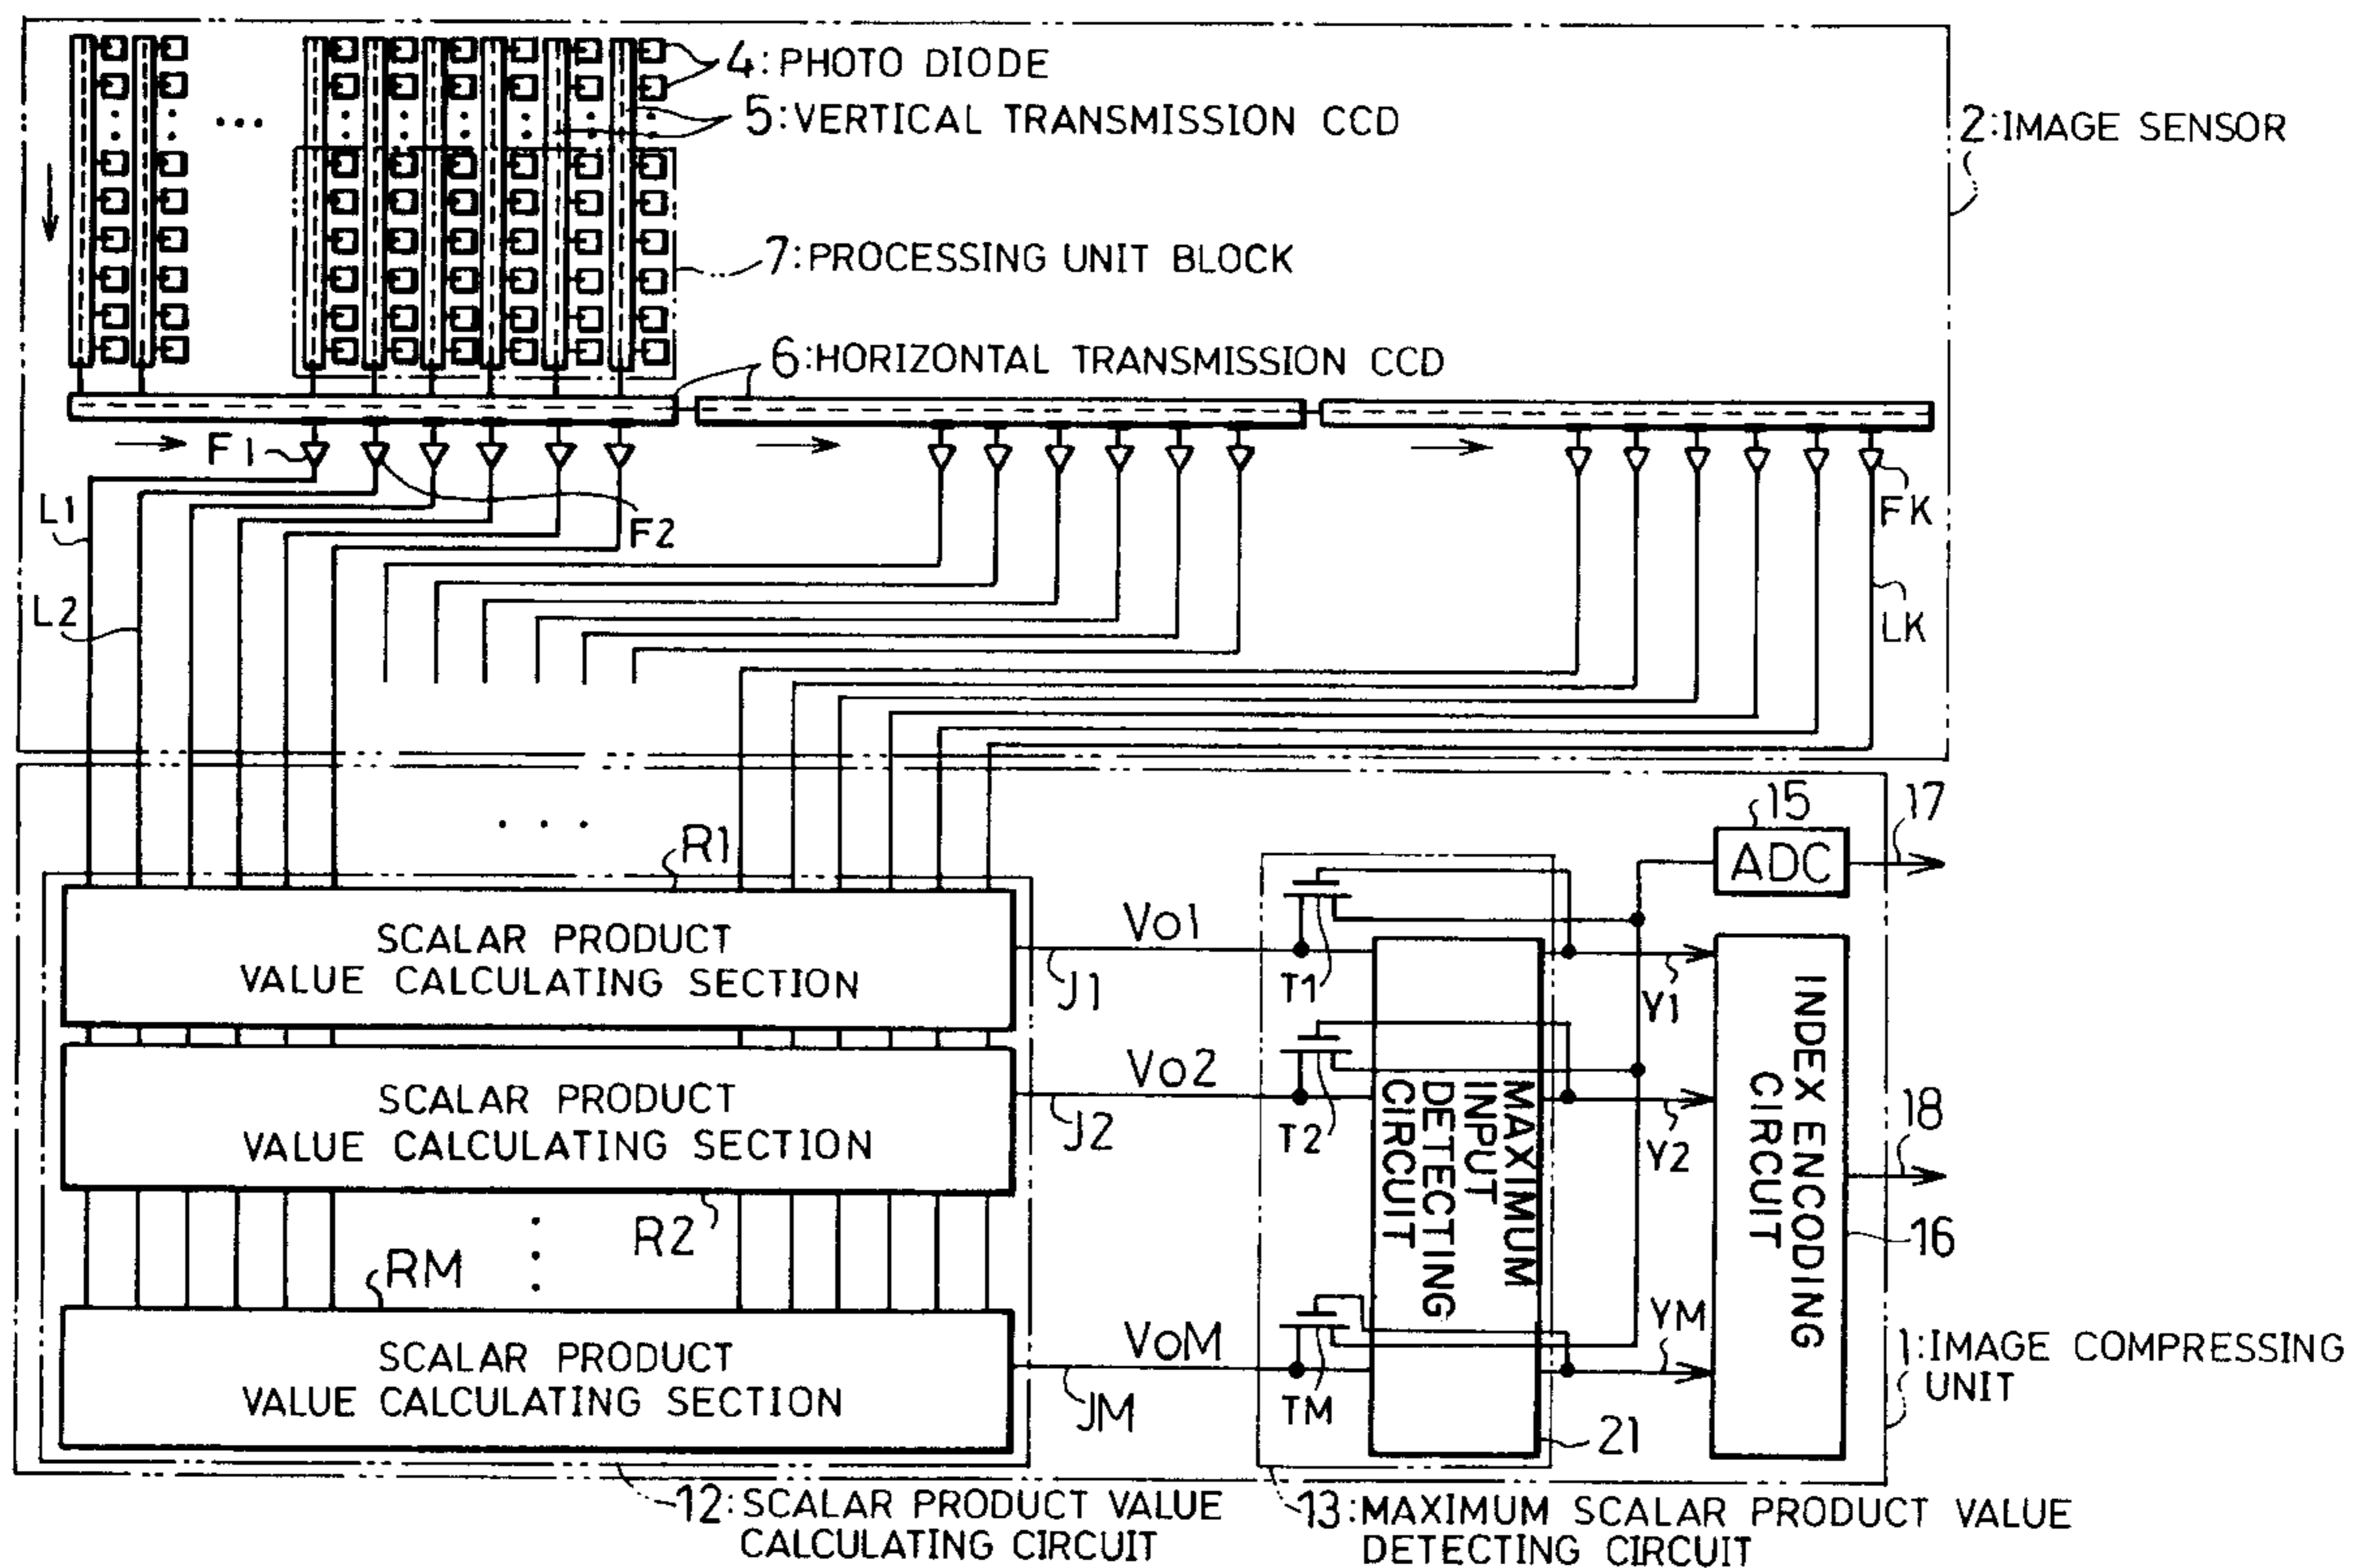 4:PHOTO DIODE
5:VERTICAL TRANSMISSION CCD
2:IMAGE SENSOR
7:PROCESSING UNIT BLOCK
6:HORIZONTAL TRANSMISSION CCD
F1
F2
FK
L1
L2
LK
R1
15
17
ADC
SCALAR PRODUCT
VALUE CALCULATING SECTION
Vo1
J1
T1
Y1
SCALAR PRODUCT
VALUE CALCULATING SECTION
Vo2
J2
T2
Y2
MAXIMUM
INPUT
DETECTING
CIRCUIT
INDEX ENCODING
CIRCUIT
18
R2
16
RM
SCALAR PRODUCT
VALUE CALCULATING SECTION
VoM
JM
TM
YM
21
1:IMAGE COMPRESSING
UNIT
12:SCALAR PRODUCT VALUE
CALCULATING CIRCUIT
13:MAXIMUM SCALAR PRODUCT VALUE
DETECTING CIRCUIT